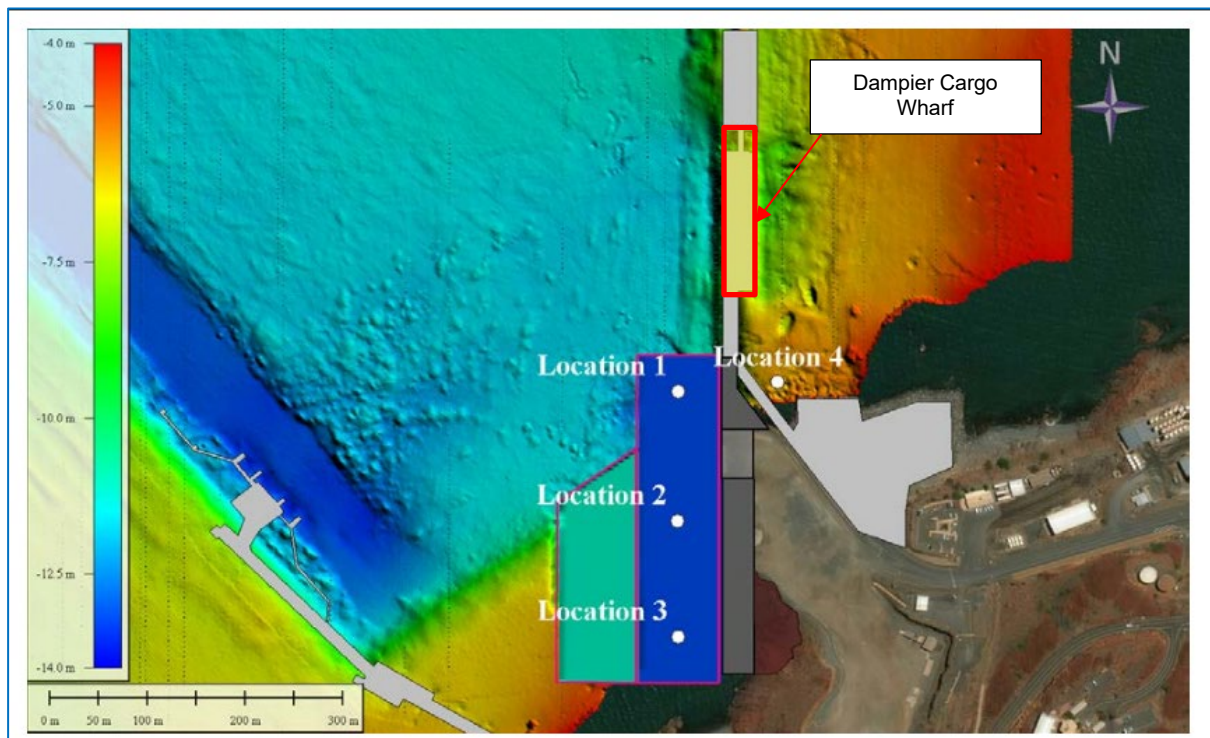 -4.0 m
-5.0 m
-7.5 m
-10.0 m
-12.5 m
-14.0 m
N
Dampier Cargo
Wharf
Location 1
Location 4
Location 2
Location 3
0 m 50 m 100 m 200 m 300 m